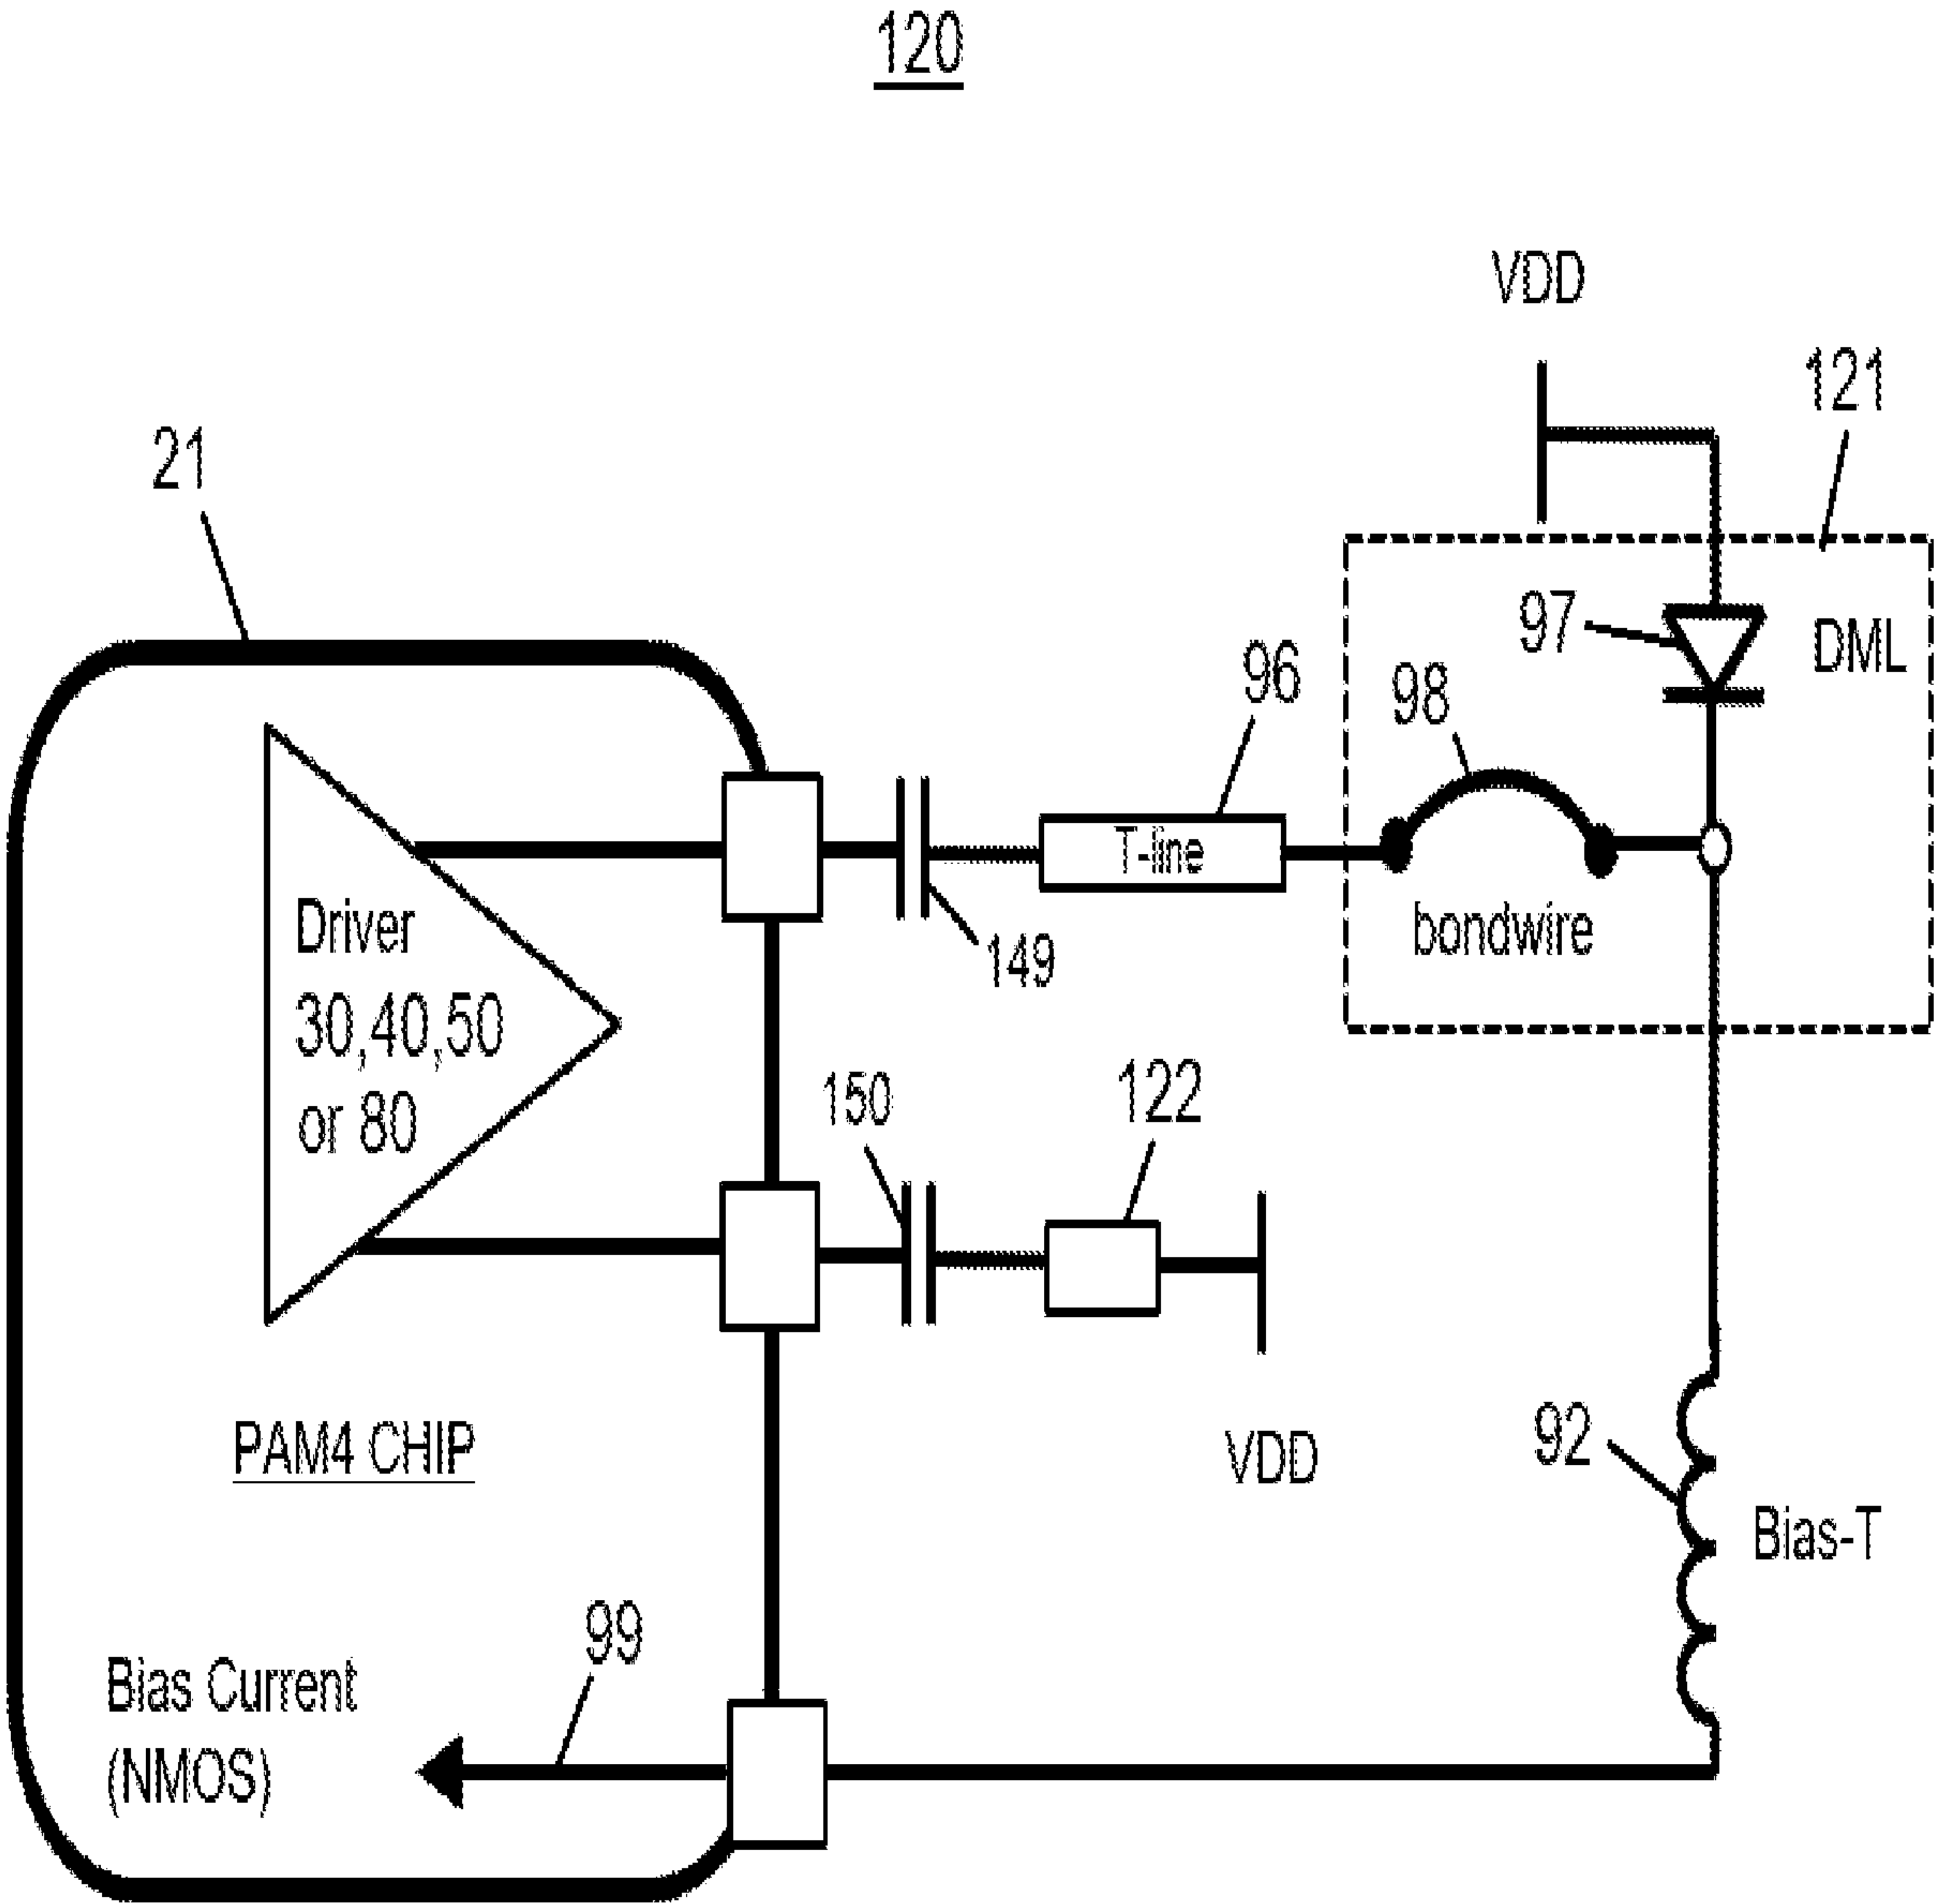 120
VDD
121
21
97
DML
96
98
T-line
Driver
30,40,50
or 80
149
bondwire
150
122
92
PAM4 CHIP
VDD
Bias-T
99
Bias Current
(NMOS)